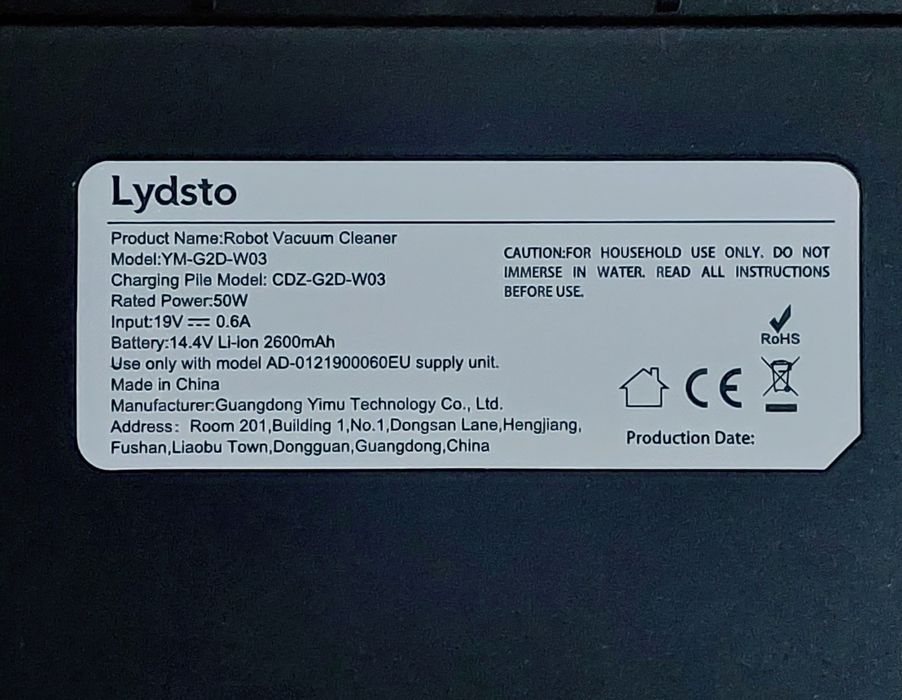 Lydsto
Product Name:Robot Vacuum Cleaner
Model:YM-G2D-W03
Charging Pile Model: CDZ-G2D-W03
Rated Power:50W
Input:19V ⎓ 0.6A
Battery:14.4V Li-ion 2600mAh
Use only with model AD-0121900060EU supply unit.
Made in China
Manufacturer:Guangdong Yimu Technology Co., Ltd.
Address: Room 201,Building 1,No.1,Dongsan Lane,Hengjiang,
Fushan,Liaobu Town,Dongguan,Guangdong,China
CAUTION:FOR HOUSEHOLD USE ONLY. DO NOT
IMMERSE IN WATER. READ ALL INSTRUCTIONS
BEFORE USE.
RoHS
CE
Production Date: